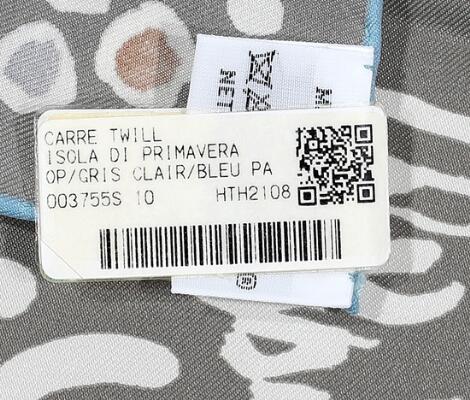 CARRE TWILL
ISOLA DI PRIMAVERA
OP/GRIS CLAIR/BLEU PA
003755S 10 HTH2108